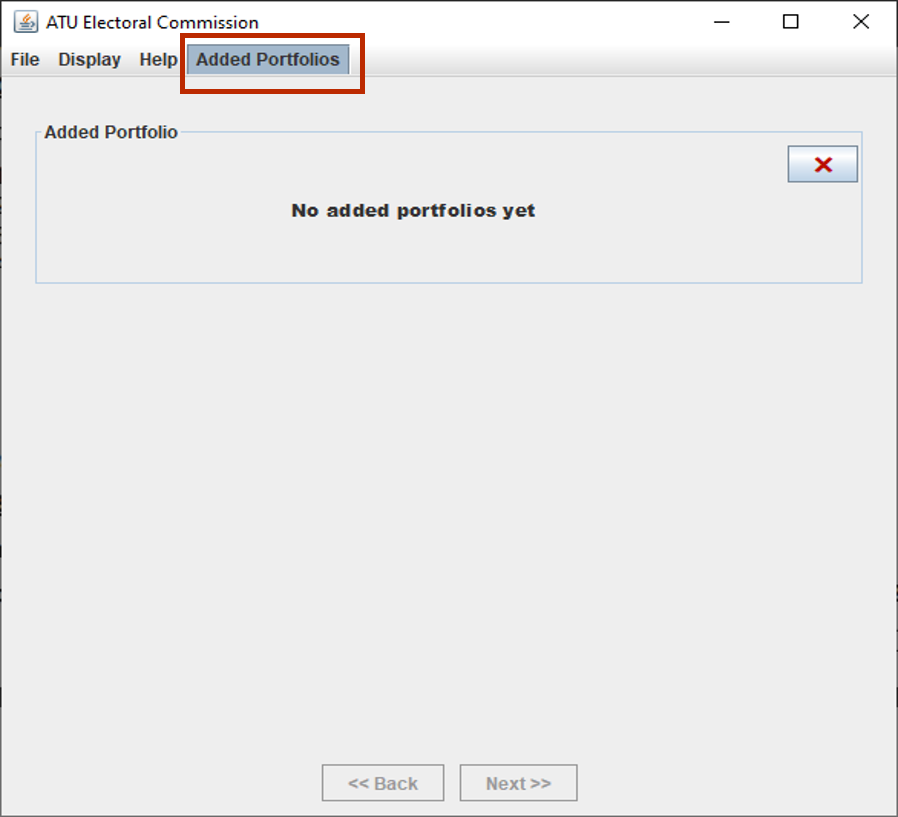 ATU Electoral Commission
File Display Help Added Portfolios
Added Portfolio
No added portfolios yet
<< Back Next >>